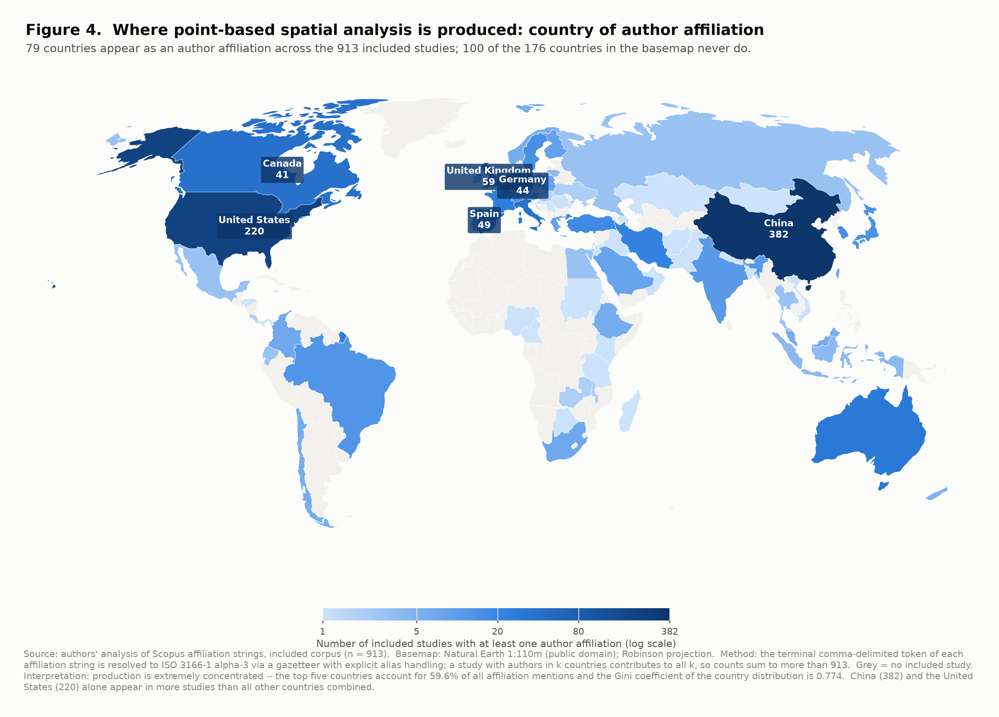 Figure 4.  Where point-based spatial analysis is produced: country of author affiliation
79 countries appear as an author affiliation across the 913 included studies; 100 of the 176 countries in the basemap never do.
Canada
41
United Kingdom
59
Germany
44
Spain
49
United States
220
China
382
1 5 20 80 382
Number of included studies with at least one author affiliation (log scale)
Source: authors' analysis of Scopus affiliation strings, included corpus (n = 913).  Basemap: Natural Earth 1:110m (public domain); Robinson projection.  Method: the terminal comma-delimited token of each
affiliation string is resolved to ISO 3166-1 alpha-3 via a gazetteer with explicit alias handling; a study with authors in k countries contributes to all k, so counts sum to more than 913.  Grey = no included study.
Interpretation: production is extremely concentrated -- the top five countries account for 59.6% of all affiliation mentions and the Gini coefficient of the country distribution is 0.774.  China (382) and the United
States (220) alone appear in more studies than all other countries combined.